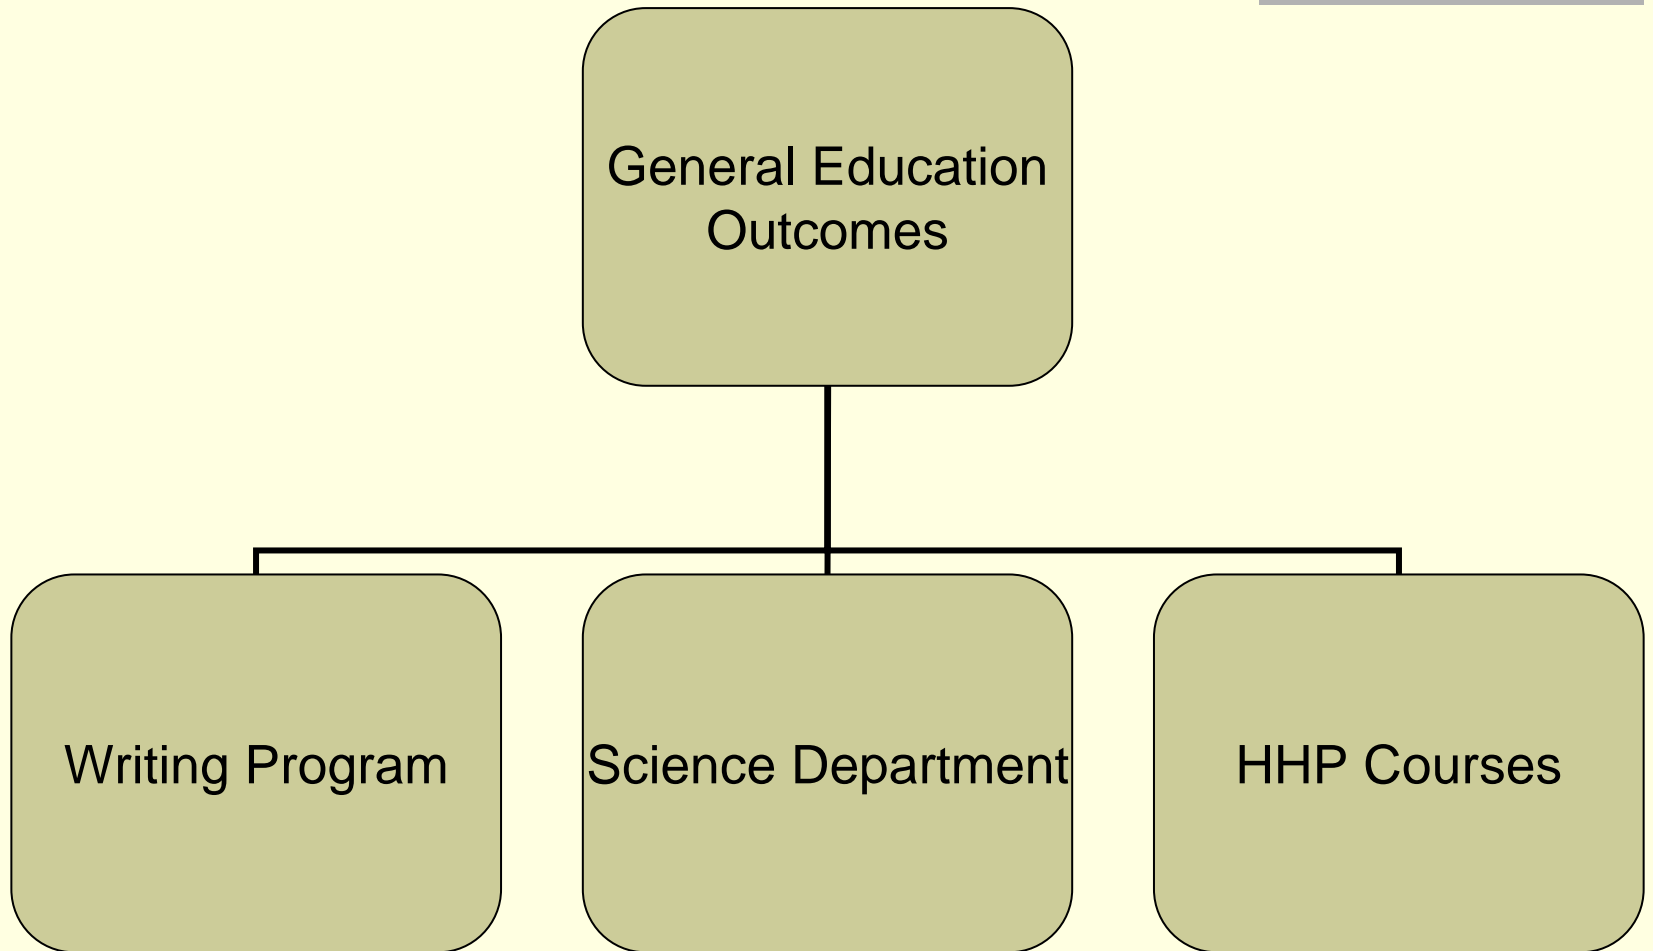 General Education
Outcomes
Writing Program
Science Department
HHP Courses